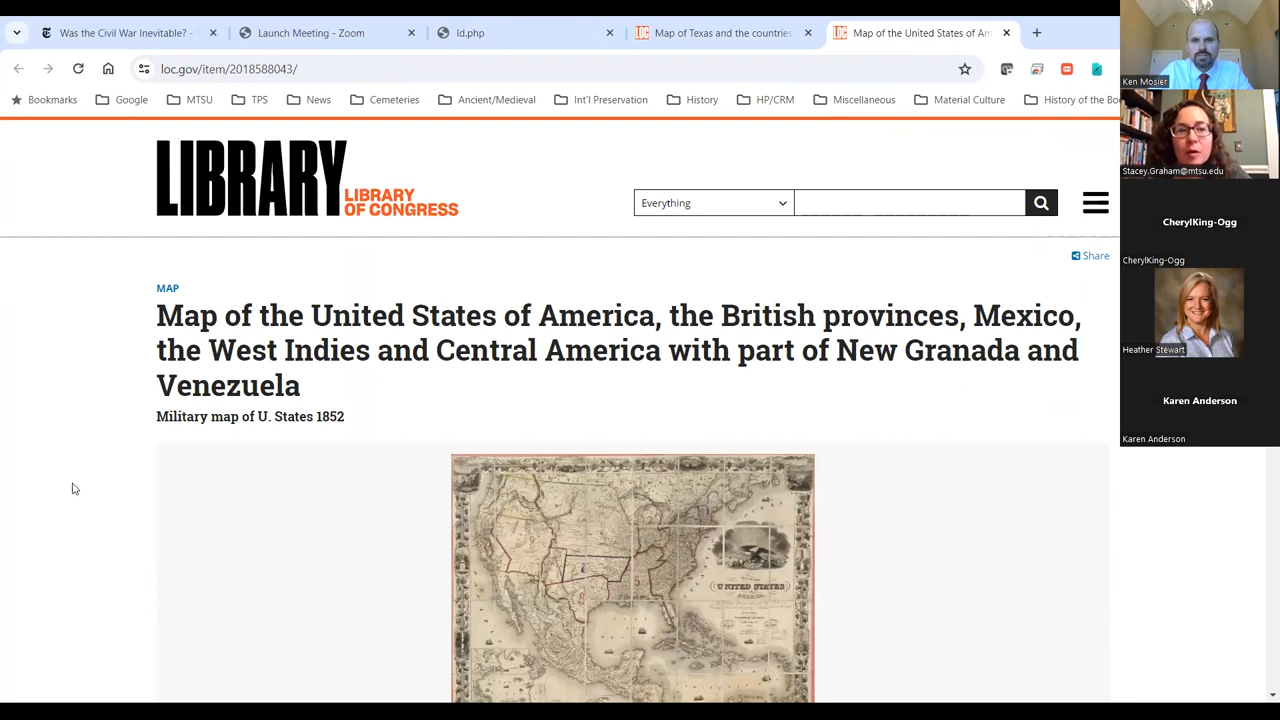 Was the Civil War Inevitable? -
Launch Meeting - Zoom
ld.php
Map of Texas and the countries
Map of the United States of Am
loc.gov/item/2018588043/
Bookmarks
Google
MTSU
TPS
News
Cemeteries
Ancient/Medieval
Int'l Preservation
History
HP/CRM
Miscellaneous
Material Culture
History of the Boo
LIBRARY
LIBRARY
OF CONGRESS
Everything
Share
MAP
Map of the United States of America, the British provinces, Mexico,
the West Indies and Central America with part of New Granada and
Venezuela
Military map of U. States 1852
UNITED STATES
Ken Mosier
Stacey.Graham@mtsu.edu
CherylKing-Ogg
CherylKing-Ogg
Heather Stewart
Karen Anderson
Karen Anderson